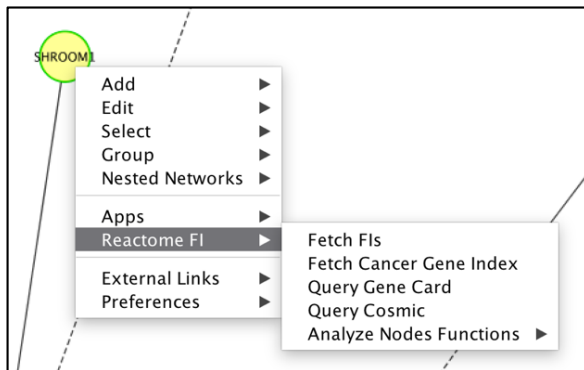 SHROOM1
Add
Edit
Select
Group
Nested Networks
Apps
Reactome FI
External Links
Preferences
Fetch FIs
Fetch Cancer Gene Index
Query Gene Card
Query Cosmic
Analyze Nodes Functions